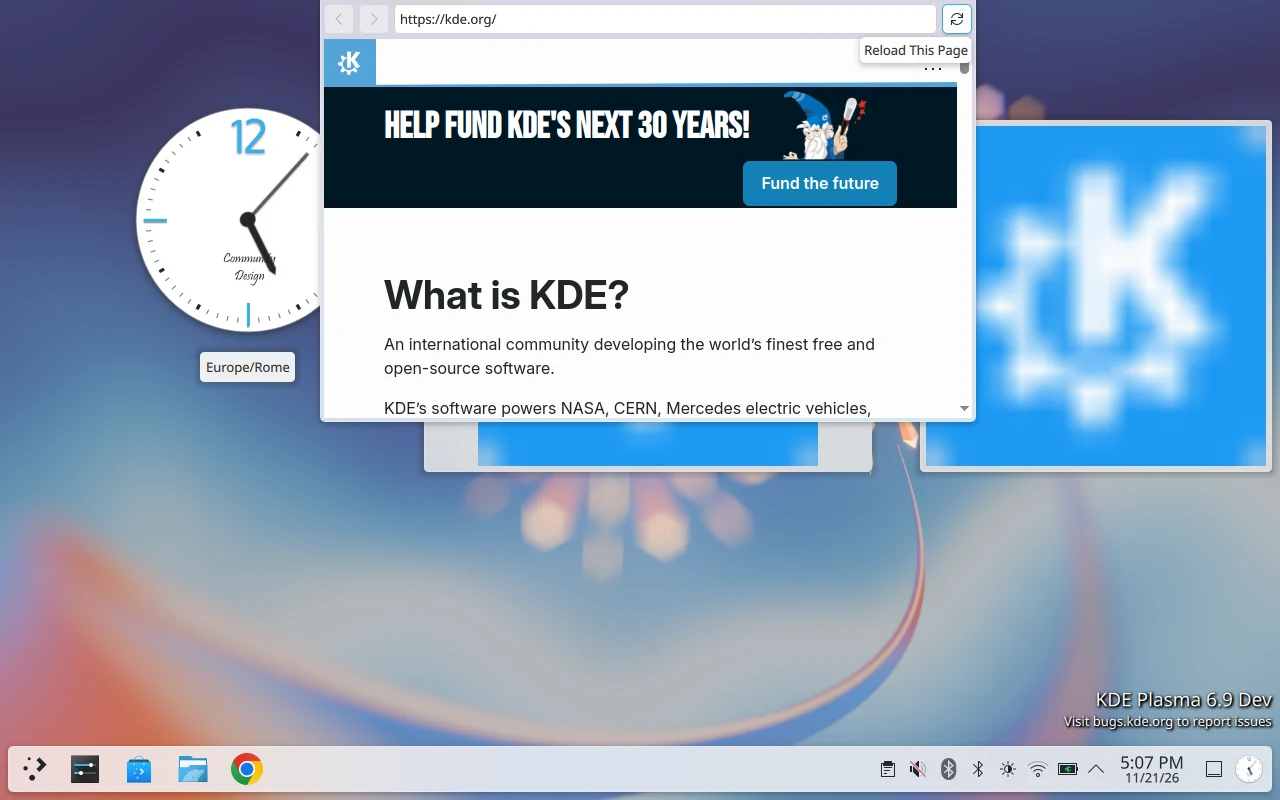 https://kde.org/
Reload This Page
...
HELP FUND KDE'S NEXT 30 YEARS!
Fund the future
What is KDE?
An international community developing the world's finest free and
open-source software.
KDE's software powers NASA, CERN, Mercedes electric vehicles,
12
Community
Design
Europe/Rome
KDE Plasma 6.9 Dev
Visit bugs.kde.org to report issues
5:07 PM
11/21/26